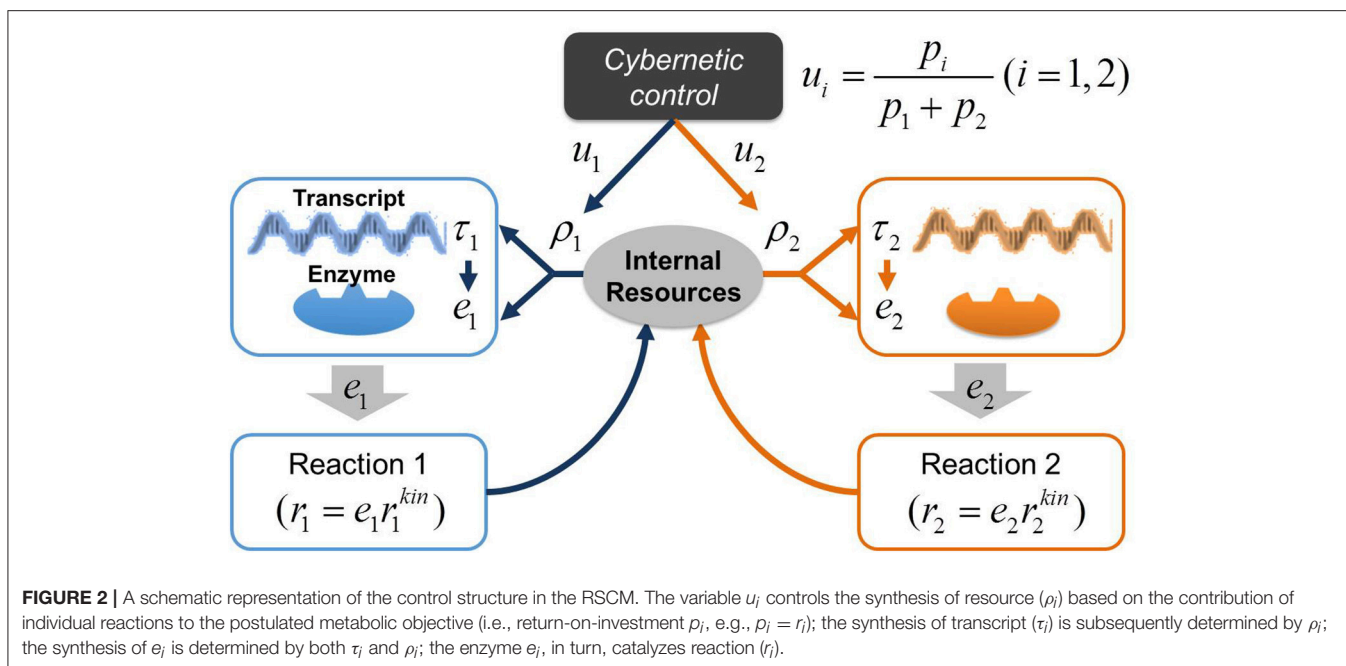 Cybernetic
control
u_i = p_i / (p_1 + p_2) (i = 1, 2)
u_1
u_2
Transcript
τ_1
ρ_1
Enzyme
e_1
Internal
Resources
ρ_2
τ_2
e_2
e_1
e_2
Reaction 1
(r_1 = e_1 r_1^{kin})
Reaction 2
(r_2 = e_2 r_2^{kin})
FIGURE 2 | A schematic representation of the control structure in the RSCM. The variable u_i controls the synthesis of resource (ρ_i) based on the contribution of
individual reactions to the postulated metabolic objective (i.e., return-on-investment p_i, e.g., p_i = r_i); the synthesis of transcript (τ_i) is subsequently determined by ρ_i;
the synthesis of e_i is determined by both τ_i and ρ_i; the enzyme e_i, in turn, catalyzes reaction (r_i).